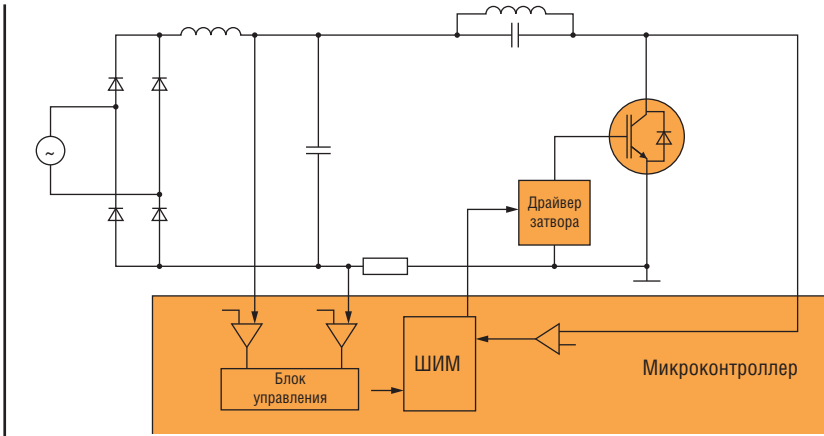 ~
Драйвер
затвора
ШИМ
Микроконтроллер
Блок
управления